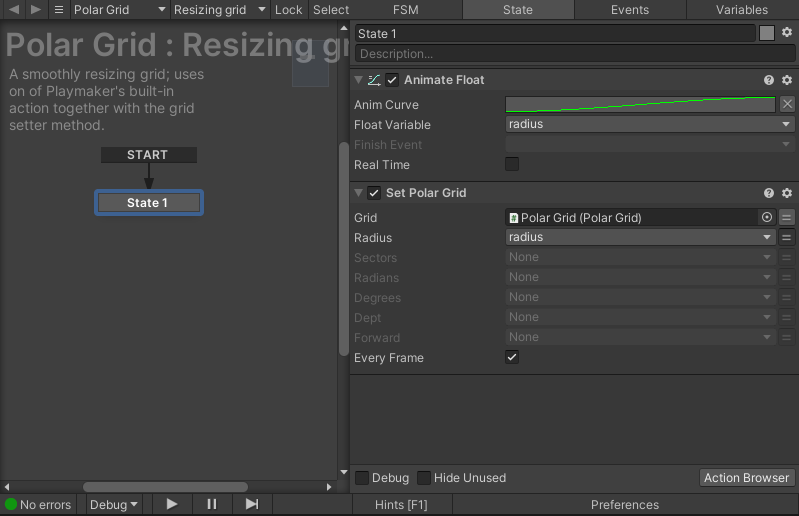 Polar Grid
Resizing grid
Lock
Select
FSM
State
Events
Variables
Polar Grid : Resizing gr
A smoothly resizing grid; uses
on of Playmaker's built-in
action together with the grid
setter method.
START
State 1
State 1
Description...
Animate Float
Anim Curve
Float Variable radius
Finish Event
Real Time
Set Polar Grid
Grid Polar Grid (Polar Grid)
Radius radius
Sectors None
Radians None
Degrees None
Dept None
Forward None
Every Frame
Debug Hide Unused Action Browser
No errors Debug Hints [F1] Preferences